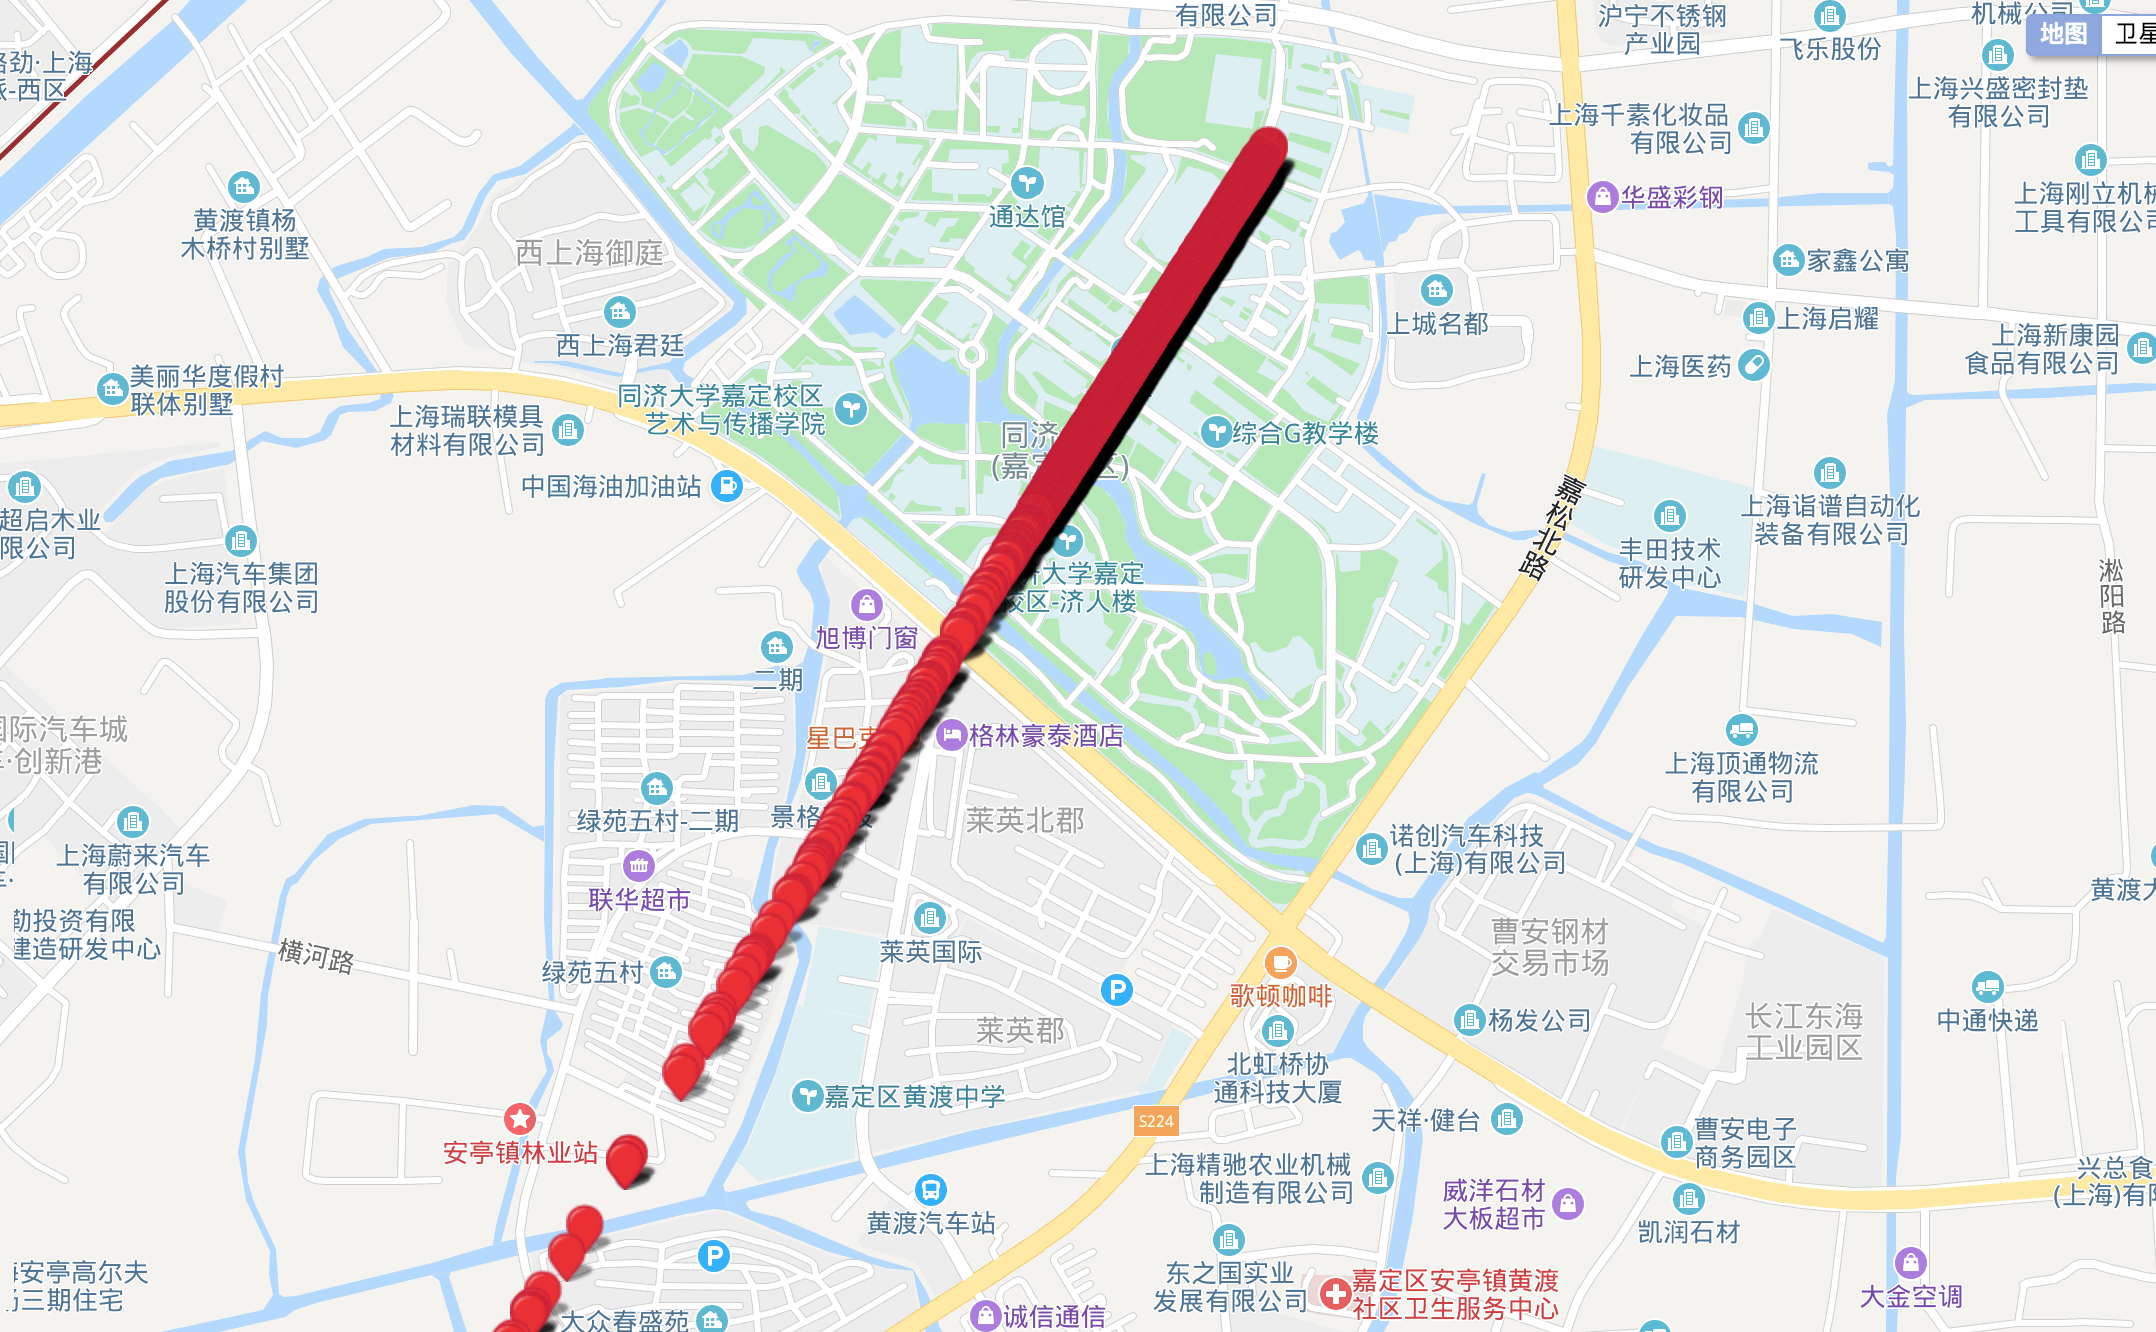 有限公司
沪宁不锈钢
产业园
飞乐股份
机械公司
地图
上海兴盛密封垫
有限公司
上海千素化妆品
有限公司
华盛彩钢
上海刚立机械
工具有限公司
黄渡镇杨
木桥村别墅
西上海御庭
西上海君廷
通达馆
家鑫公寓
上城名都
上海启耀
上海新康园
食品有限公司
上海医药
美丽华度假村
联体别墅
上海瑞联模具
材料有限公司
同济大学嘉定校区
艺术与传播学院
中国海油加油站
同济
(嘉定
区)
综合G教学楼
嘉松北路
上海诣谱自动化
装备有限公司
丰田技术
研发中心
淞阳路
超启木业
限公司
上海汽车集团
股份有限公司
济大学嘉定
校区-济人楼
旭博门窗
二期
国际汽车城
·创新港
星巴克
格林豪泰酒店
上海顶通物流
有限公司
绿苑五村-二期
景格
莱英北郡
上海蔚来汽车
有限公司
联华超市
诺创汽车科技
(上海)有限公司
黄渡大
勐投资有限
建造研发中心
横河路
绿苑五村
莱英国际
曹安钢材
交易市场
歌顿咖啡
莱英郡
杨发公司
长江东海
工业园区
中通快递
北虹桥协
通科技大厦
嘉定区黄渡中学
S224
天祥·健台
曹安电子
商务园区
安亭镇林业站
上海精驰农业机械
制造有限公司
威洋石材
大板超市
兴总食
(上海)有限
黄渡汽车站
凯润石材
安亭高尔夫
三期住宅
东之国实业
发展有限公司
嘉定区安亭镇黄渡
社区卫生服务中心
大金空调
大众春盛苑
诚信通信